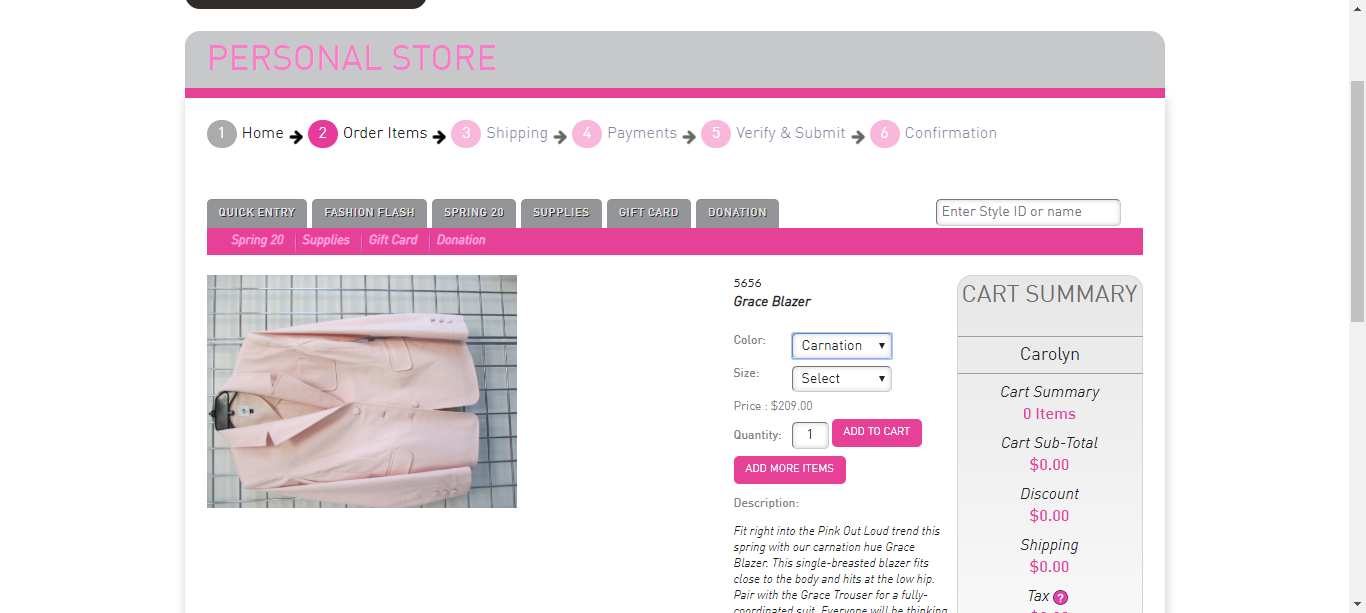 PERSONAL STORE
1 Home 2 Order Items 3 Shipping 4 Payments 5 Verify & Submit 6 Confirmation
QUICK ENTRY FASHION FLASH SPRING 20 SUPPLIES GIFT CARD DONATION
Enter Style ID or name
Spring 20 Supplies Gift Card Donation
5656
Grace Blazer
Color: Carnation
Size: Select
Price : $209.00
Quantity: 1 ADD TO CART
ADD MORE ITEMS
Description:
Fit right into the Pink Out Loud trend this
spring with our carnation hue Grace
Blazer. This single-breasted blazer fits
close to the body and hits at the low hip.
Pair with the Grace Trouser for a fully-
coordinated suit. Everyone will be thinking
CART SUMMARY
Carolyn
Cart Summary
0 Items
Cart Sub-Total
$0.00
Discount
$0.00
Shipping
$0.00
Tax ?